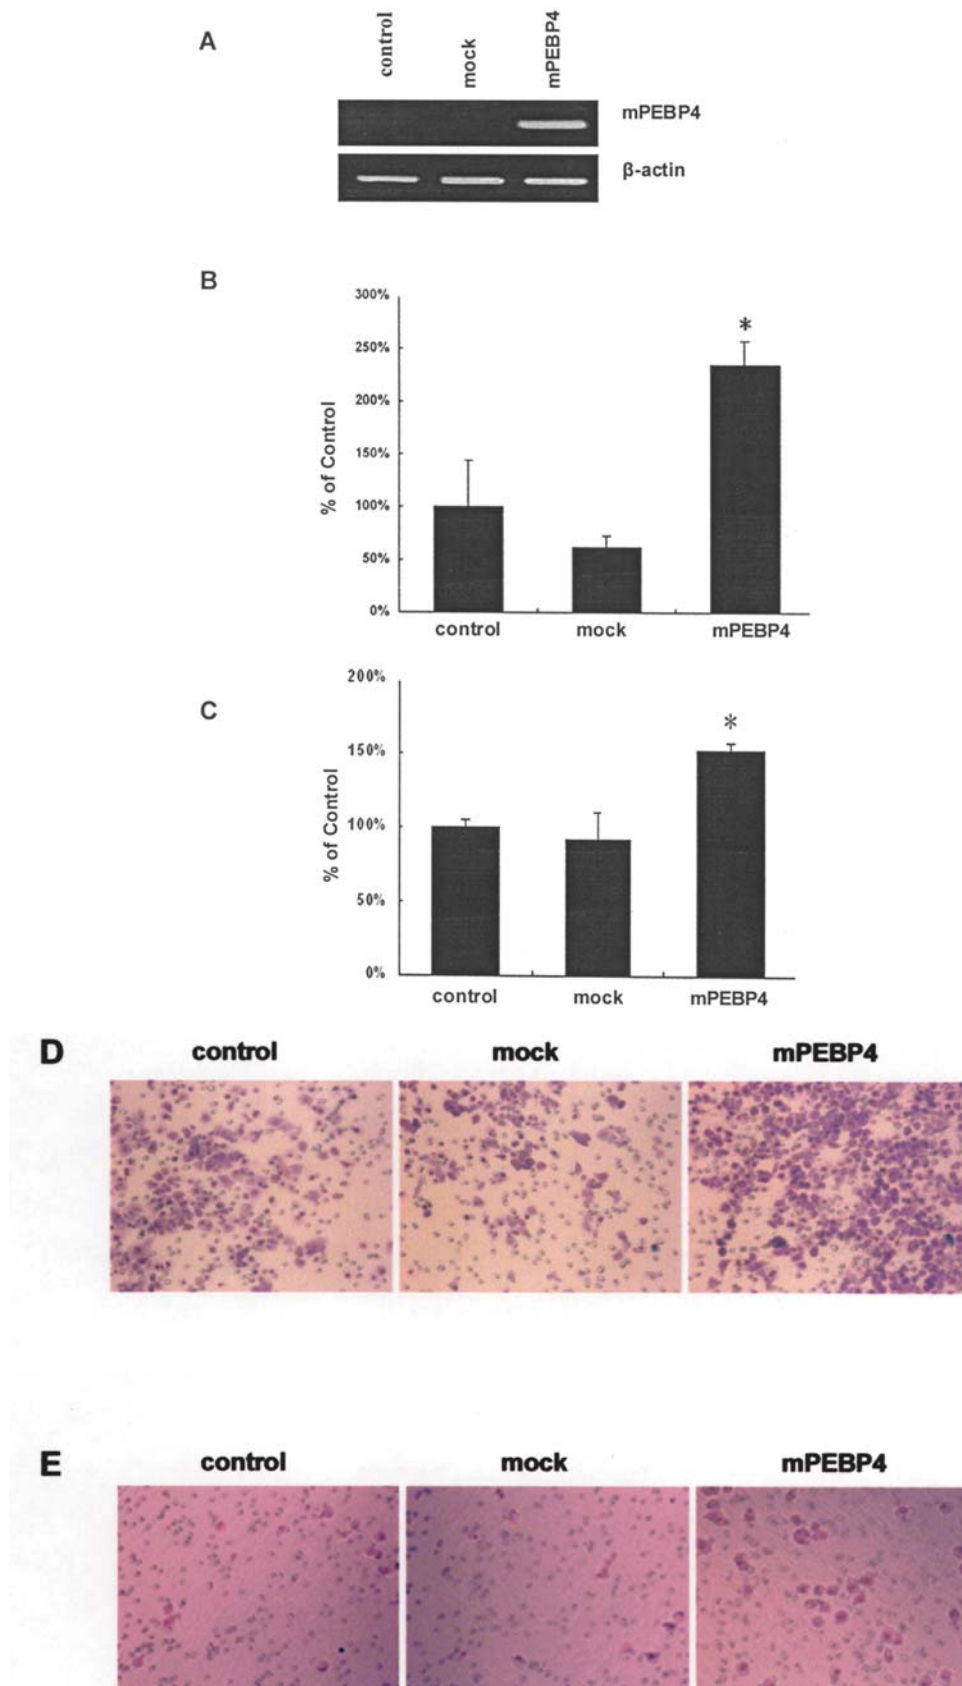 A
control
mock
mPEBP4
mPEBP4
β-actin
B
300%
250%
200%
150%
100%
50%
0%
% of Control
*
control
mock
mPEBP4
C
200%
150%
100%
50%
0%
% of Control
*
control
mock
mPEBP4
D
control
mock
mPEBP4
E
control
mock
mPEBP4